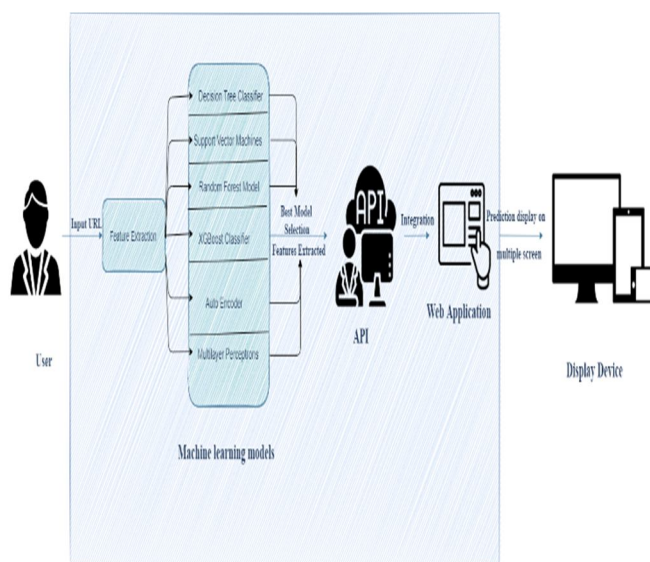 Decision Tree Classifier
Support Vector Machines
Random Forest Model
XGBoost Classifier
Auto Encoder
Multilayer Perceptions
Input URL
Feature Extraction
Best Model
Selection
Features Extracted
API
Integration
Prediction display on
multiple screen
User
API
Web Application
Display Device
Machine learning models